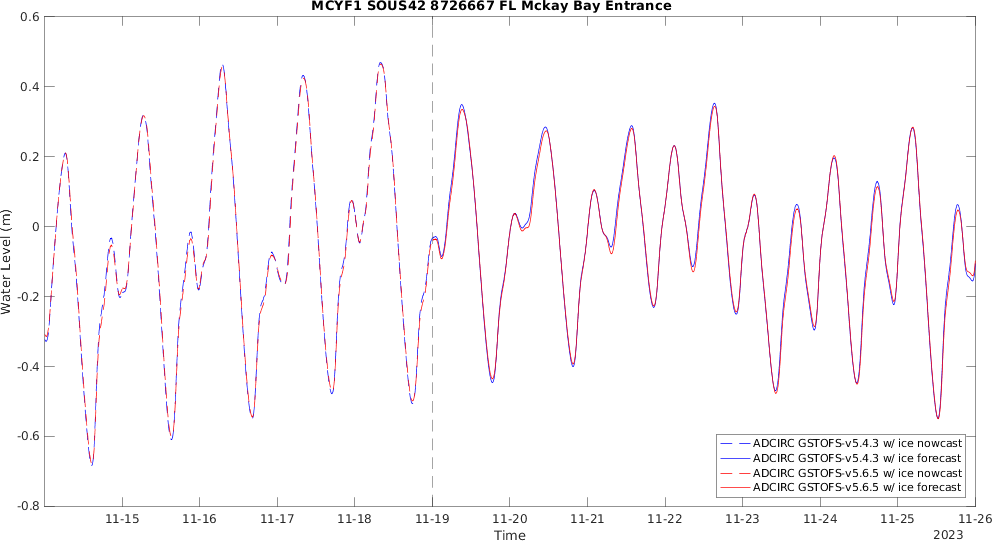 MCYF1 SOUS42 8726667 FL Mckay Bay Entrance
0.6
0.4
0.2
0
-0.2
-0.4
-0.6
-0.8
Water Level (m)
ADCIRC GSTOFS-v5.4.3 w/ ice nowcast
ADCIRC GSTOFS-v5.4.3 w/ ice forecast
ADCIRC GSTOFS-v5.6.5 w/ ice nowcast
ADCIRC GSTOFS-v5.6.5 w/ ice forecast
11-15 11-16 11-17 11-18 11-19 11-20 11-21 11-22 11-23 11-24 11-25 11-26
Time
2023